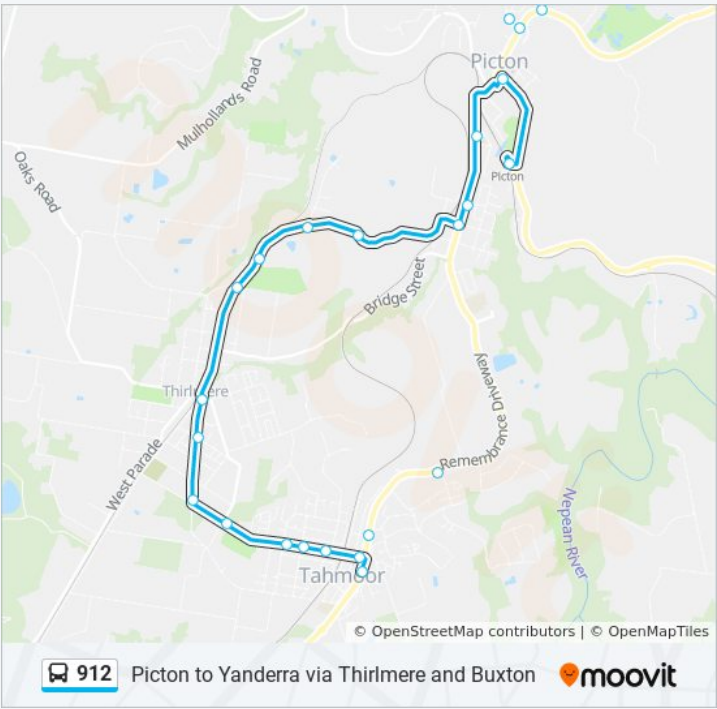 Picton
Mulhollands Road
Oaks Road
Picton
Bridge Street
Thirlmere
Remembrance Driveway
West Parade
Nepean River
Tahmoor
© OpenStreetMap contributors | © OpenMapTiles
912 Picton to Yanderra via Thirlmere and Buxton moovit